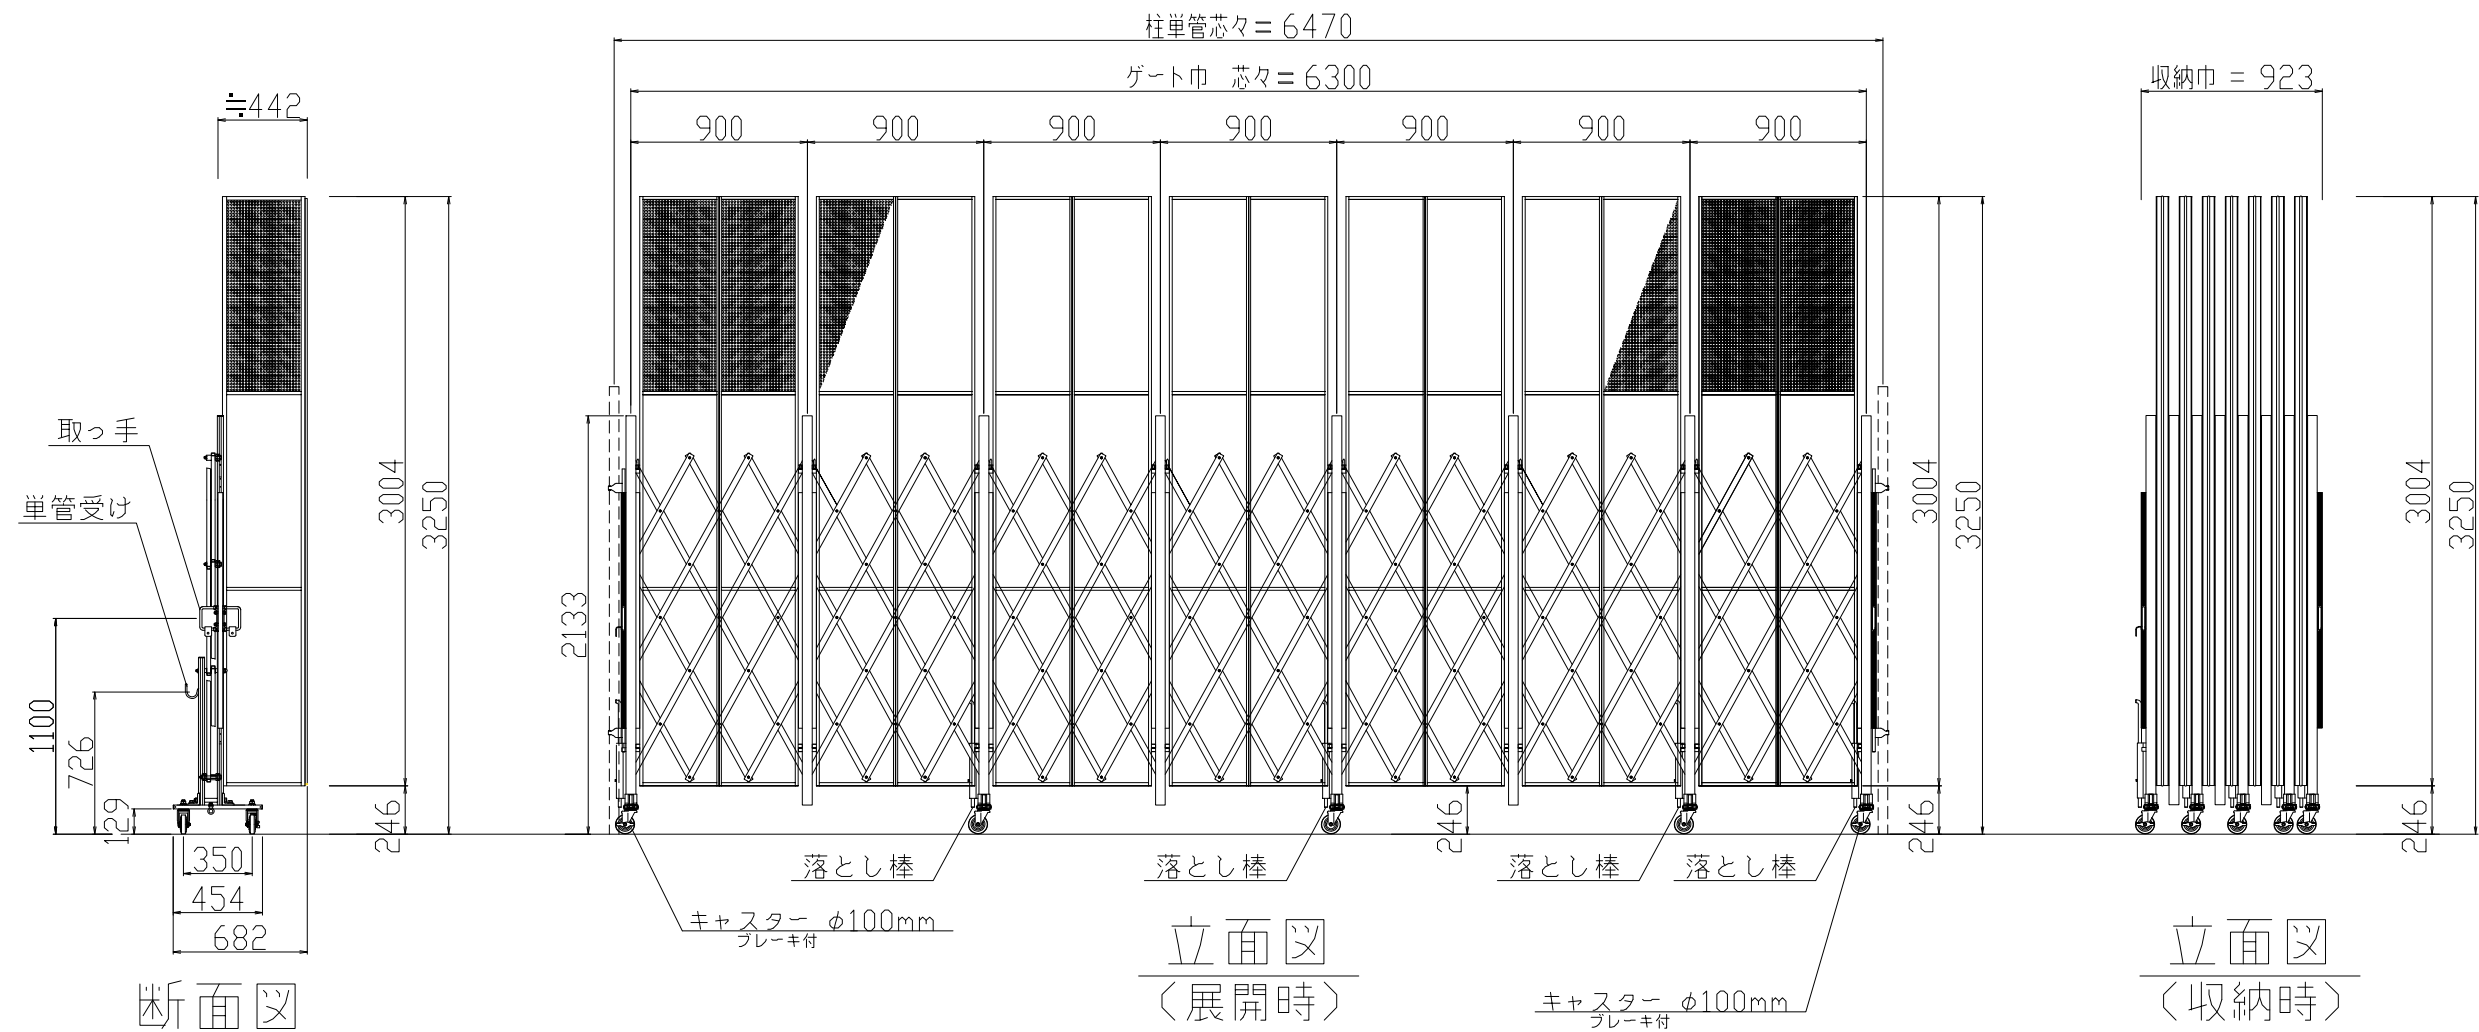 柱単管芯々＝6470
ゲート巾　芯々＝6300
収納巾 ＝ 923
≒442
900 900 900 900 900 900 900
取っ手
単管受け
3004
3250
2133
1100
726
129
246
350
454
682
断面図
3004
3250
246
246
落とし棒 落とし棒 落とし棒 落とし棒
キャスター φ100mm
ブレーキ付
立面図
（展開時）
キャスター φ100mm
ブレーキ付
3004
3250
246
立面図
（収納時）